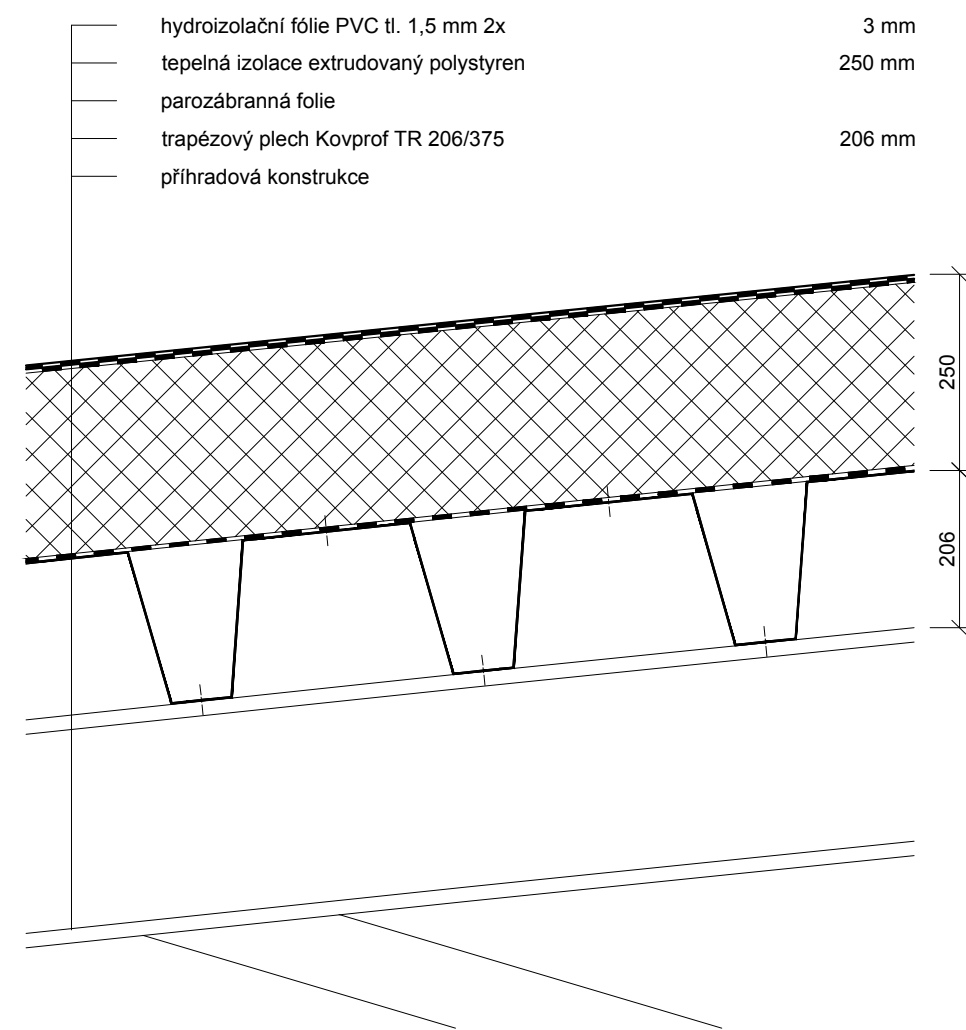 hydroizolační fólie PVC tl. 1,5 mm 2x 3 mm
tepelná izolace extrudovaný polystyren 250 mm
parozábranná folie
trapézový plech Kovprof TR 206/375 206 mm
příhradová konstrukce
250
206